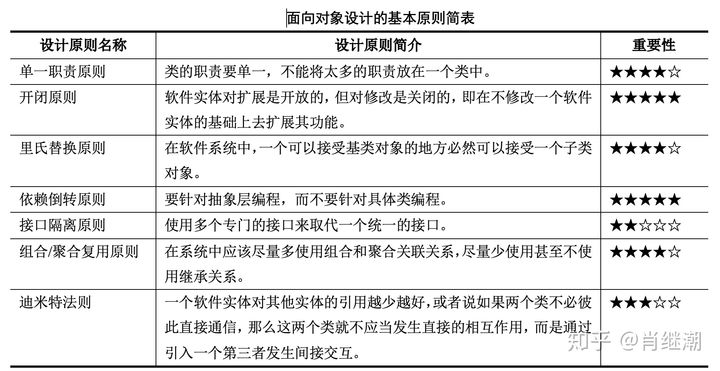 面向对象设计的基本原则简表
设计原则名称 设计原则简介 重要性
单一职责原则 类的职责要单一，不能将太多的职责放在一个类中。 ★★★★☆
开闭原则 软件实体对扩展是开放的，但对修改是关闭的，即在不修改一个软件 ★★★★★
实体的基础上去扩展其功能。
里氏替换原则 在软件系统中，一个可以接受基类对象的地方必然可以接受一个子类 ★★★★☆
对象。
依赖倒转原则 要针对抽象层编程，而不要针对具体类编程。 ★★★★★
接口隔离原则 使用多个专门的接口来取代一个统一的接口。 ★★☆☆☆
组合/聚合复用原则 在系统中应该尽量多使用组合和聚合关联关系，尽量少使用甚至不使 ★★★★☆
用继承关系。
迪米特法则 一个软件实体对其他实体的引用越少越好，或者说如果两个类不必彼 ★★★☆☆
此直接通信，那么这两个类就不应当发生直接的相互作用，而是通过
引入一个第三者发生间接交互。
知乎 @肖继潮